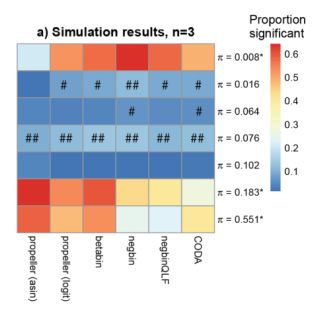 Proportion
significant
a) Simulation results, n=3
π = 0.008*
# # ## # # π = 0.016
# # π = 0.064
## ## ## ## ## ## π = 0.076
π = 0.102
π = 0.183*
π = 0.551*
0.6
0.5
0.4
0.3
0.2
0.1
propeller (asin)
propeller (logit)
betabin
negbin
negbinQLF
CODA